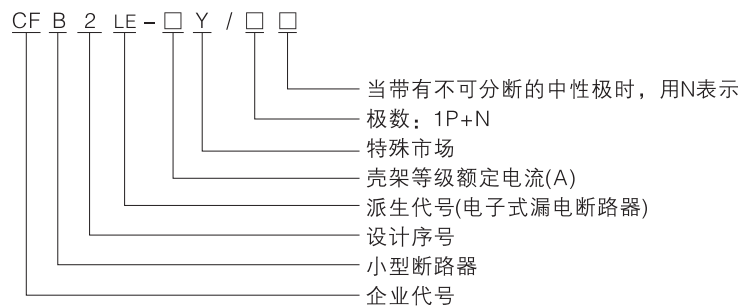 CF B 2 LE-□ Y / □ □
当带有不可分断的中性极时，用N表示
极数：1P+N
特殊市场
壳架等级额定电流(A)
派生代号(电子式漏电断路器)
设计序号
小型断路器
企业代号